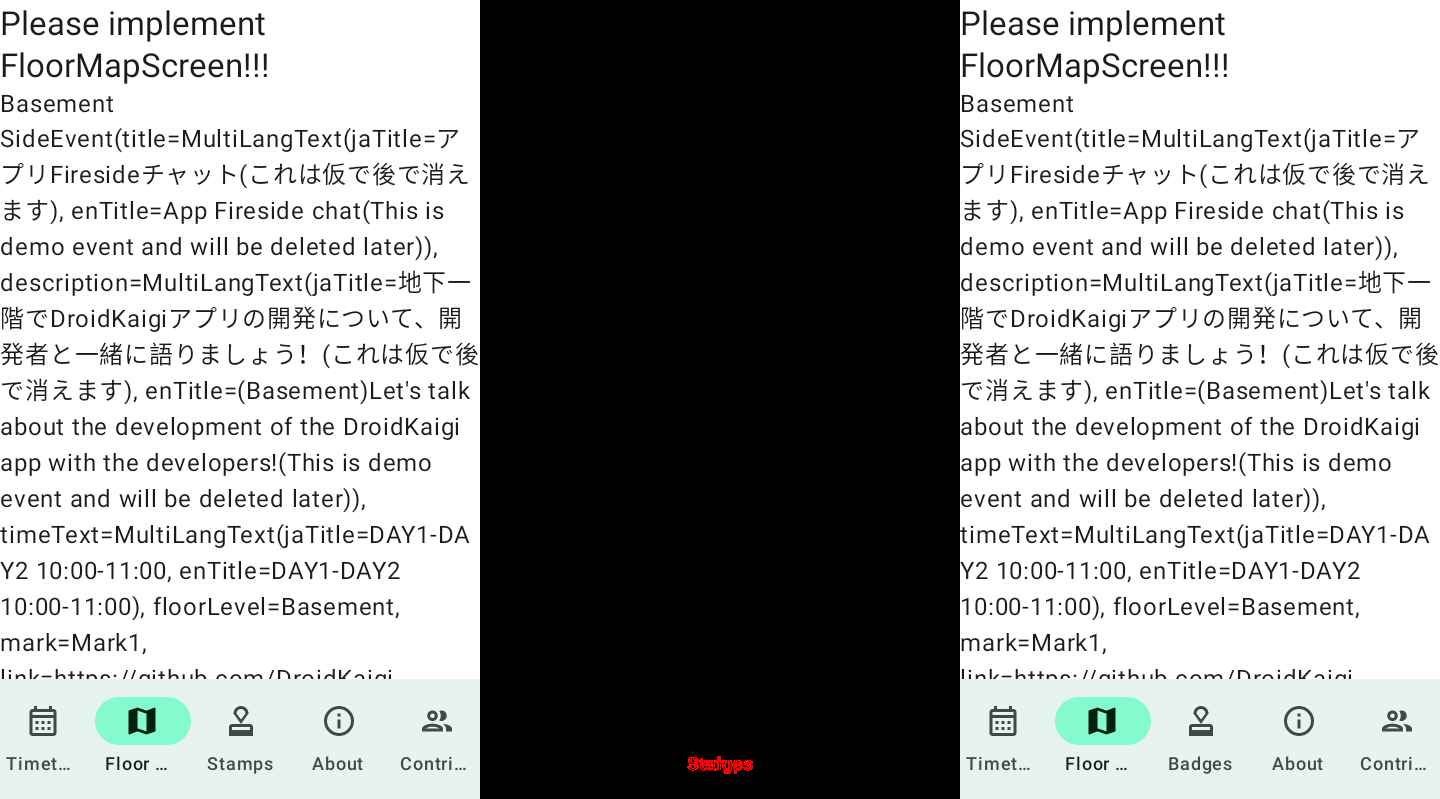 Please implement
FloorMapScreen!!!
Basement
SideEvent(title=MultiLangText(jaTitle=ア
プリFiresideチャット(これは仮で後で消え
ます), enTitle=App Fireside chat(This is
demo event and will be deleted later)),
description=MultiLangText(jaTitle=地下一
階でDroidKaigiアプリの開発について、開
発者と一緒に語りましょう！(これは仮で後
で消えます), enTitle=(Basement)Let's talk
about the development of the DroidKaigi
app with the developers!(This is demo
event and will be deleted later)),
timeText=MultiLangText(jaTitle=DAY1-DA
Y2 10:00-11:00, enTitle=DAY1-DAY2
10:00-11:00), floorLevel=Basement,
mark=Mark1,
link=https://github.com/DroidKaigi
Timet… Floor … Stamps About Contri…
Please implement
FloorMapScreen!!!
Basement
SideEvent(title=MultiLangText(jaTitle=ア
プリFiresideチャット(これは仮で後で消え
ます), enTitle=App Fireside chat(This is
demo event and will be deleted later)),
description=MultiLangText(jaTitle=地下一
階でDroidKaigiアプリの開発について、開
発者と一緒に語りましょう！(これは仮で後
で消えます), enTitle=(Basement)Let's talk
about the development of the DroidKaigi
app with the developers!(This is demo
event and will be deleted later)),
timeText=MultiLangText(jaTitle=DAY1-DA
Y2 10:00-11:00, enTitle=DAY1-DAY2
10:00-11:00), floorLevel=Basement,
mark=Mark1,
link=https://github.com/DroidKaigi
Timet… Floor … Badges About Contri…